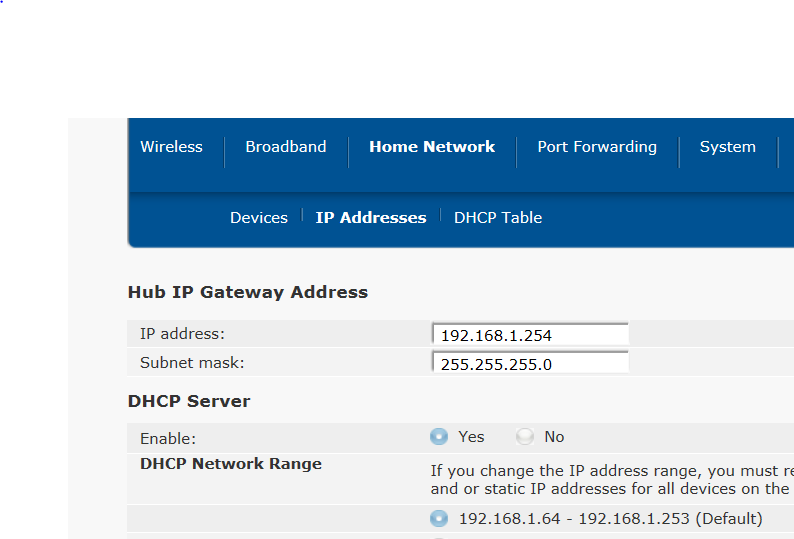 Wireless Broadband Home Network Port Forwarding System
Devices IP Addresses DHCP Table
Hub IP Gateway Address
IP address: 192.168.1.254
Subnet mask: 255.255.255.0
DHCP Server
Enable: Yes No
DHCP Network Range If you change the IP address range, you must re
and or static IP addresses for all devices on the
192.168.1.64 - 192.168.1.253 (Default)